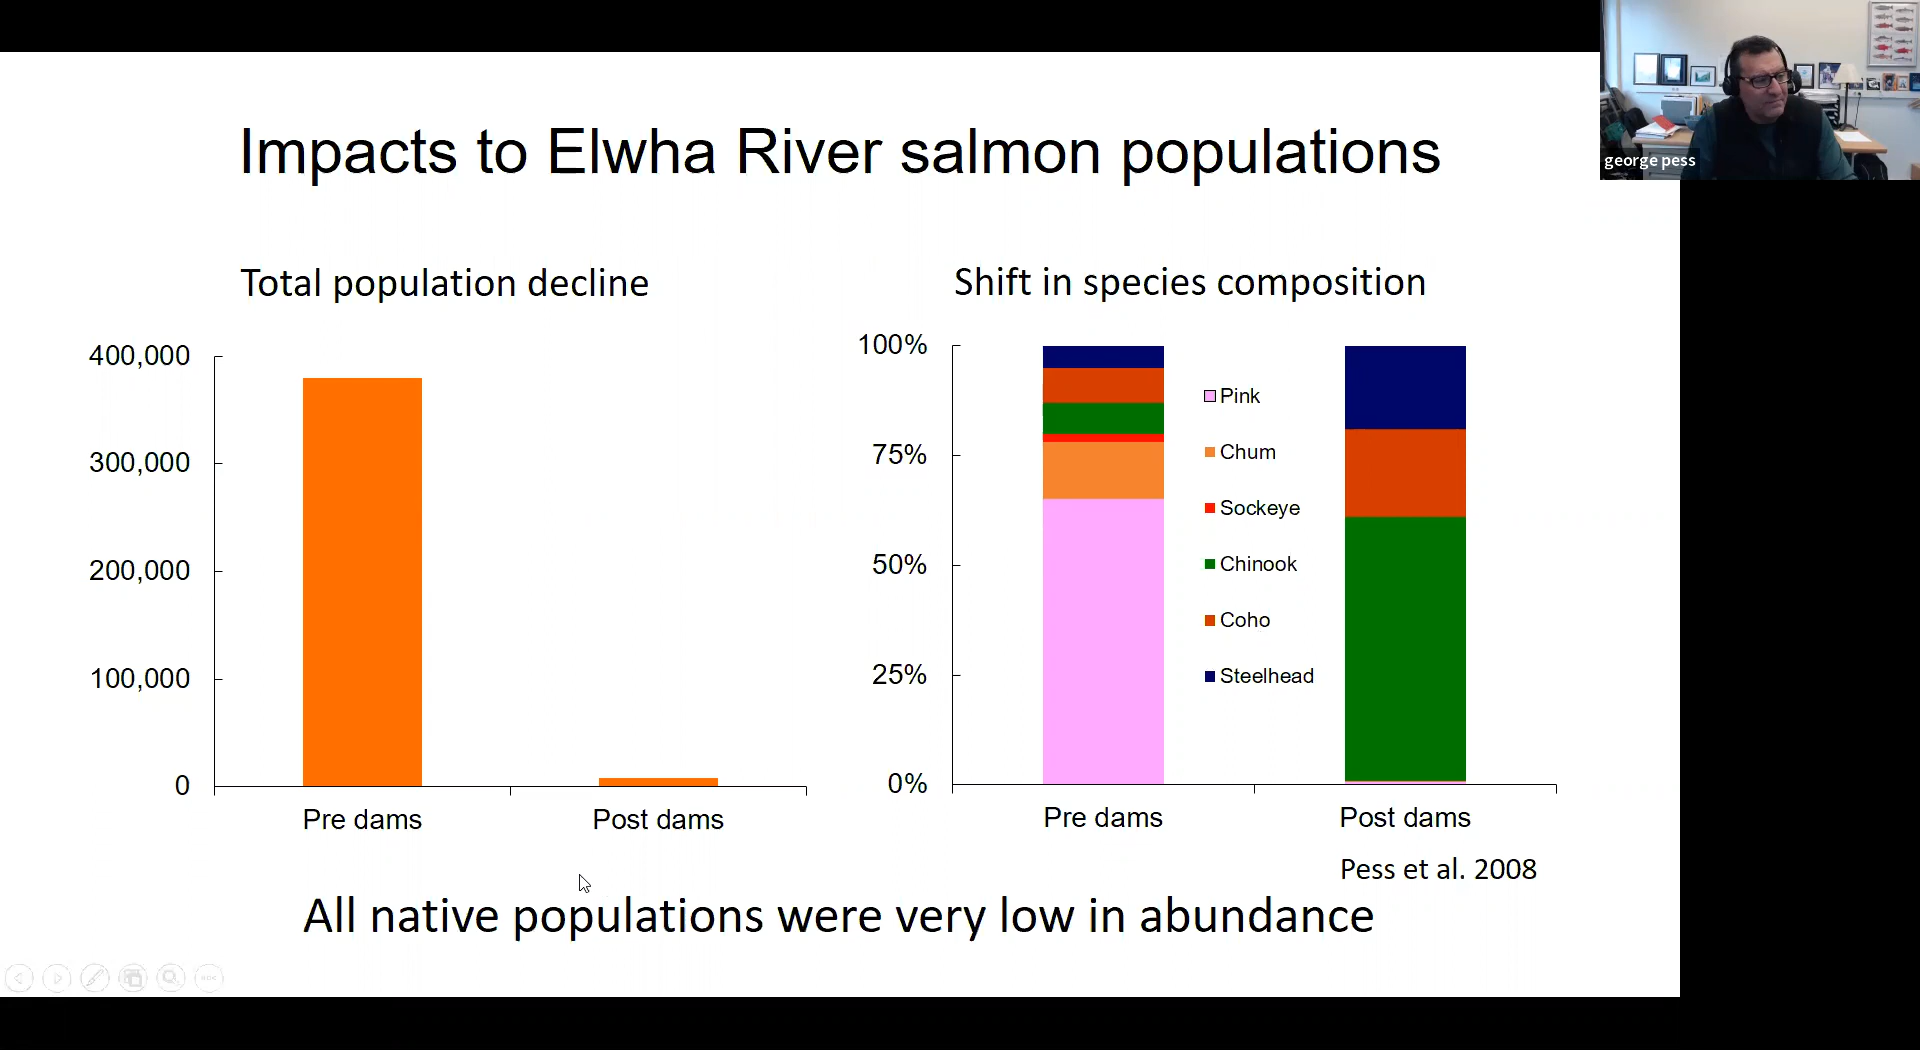 george pess
Impacts to Elwha River salmon populations
Total population decline
400,000
300,000
200,000
100,000
0
Pre dams
Post dams
Shift in species composition
100%
75%
50%
25%
0%
Pink
Chum
Sockeye
Chinook
Coho
Steelhead
Pre dams
Post dams
Pess et al. 2008
All native populations were very low in abundance